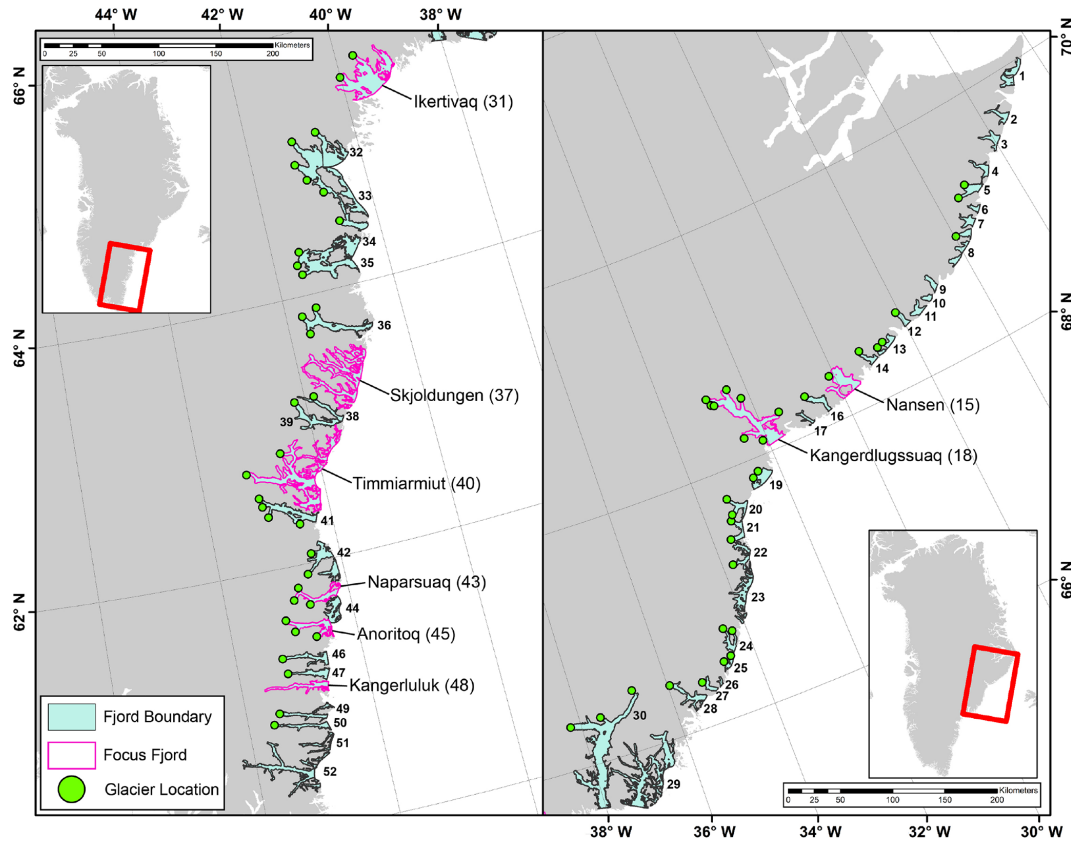 44° W
42° W
40° W
38° W
0 25 50 100 150 200 Kilometers
66° N
64° N
62° N
Ikertivaq (31)
32
33
34
35
36
Skjoldungen (37)
38
39
Timmiarmiut (40)
41
42
Naparsuaq (43)
44
Anoritoq (45)
46
47
Kangerluluk (48)
49
50
51
52
Fjord Boundary
Focus Fjord
Glacier Location
70° N
68° N
66° N
1
2
3
4
5
6
7
8
9
10
11
12
13
14
Nansen (15)
16
17
Kangerdlugssuaq (18)
19
20
21
22
23
24
25
26
27
28
29
30
0 25 50 100 150 200 Kilometers
38° W
36° W
34° W
32° W
30° W